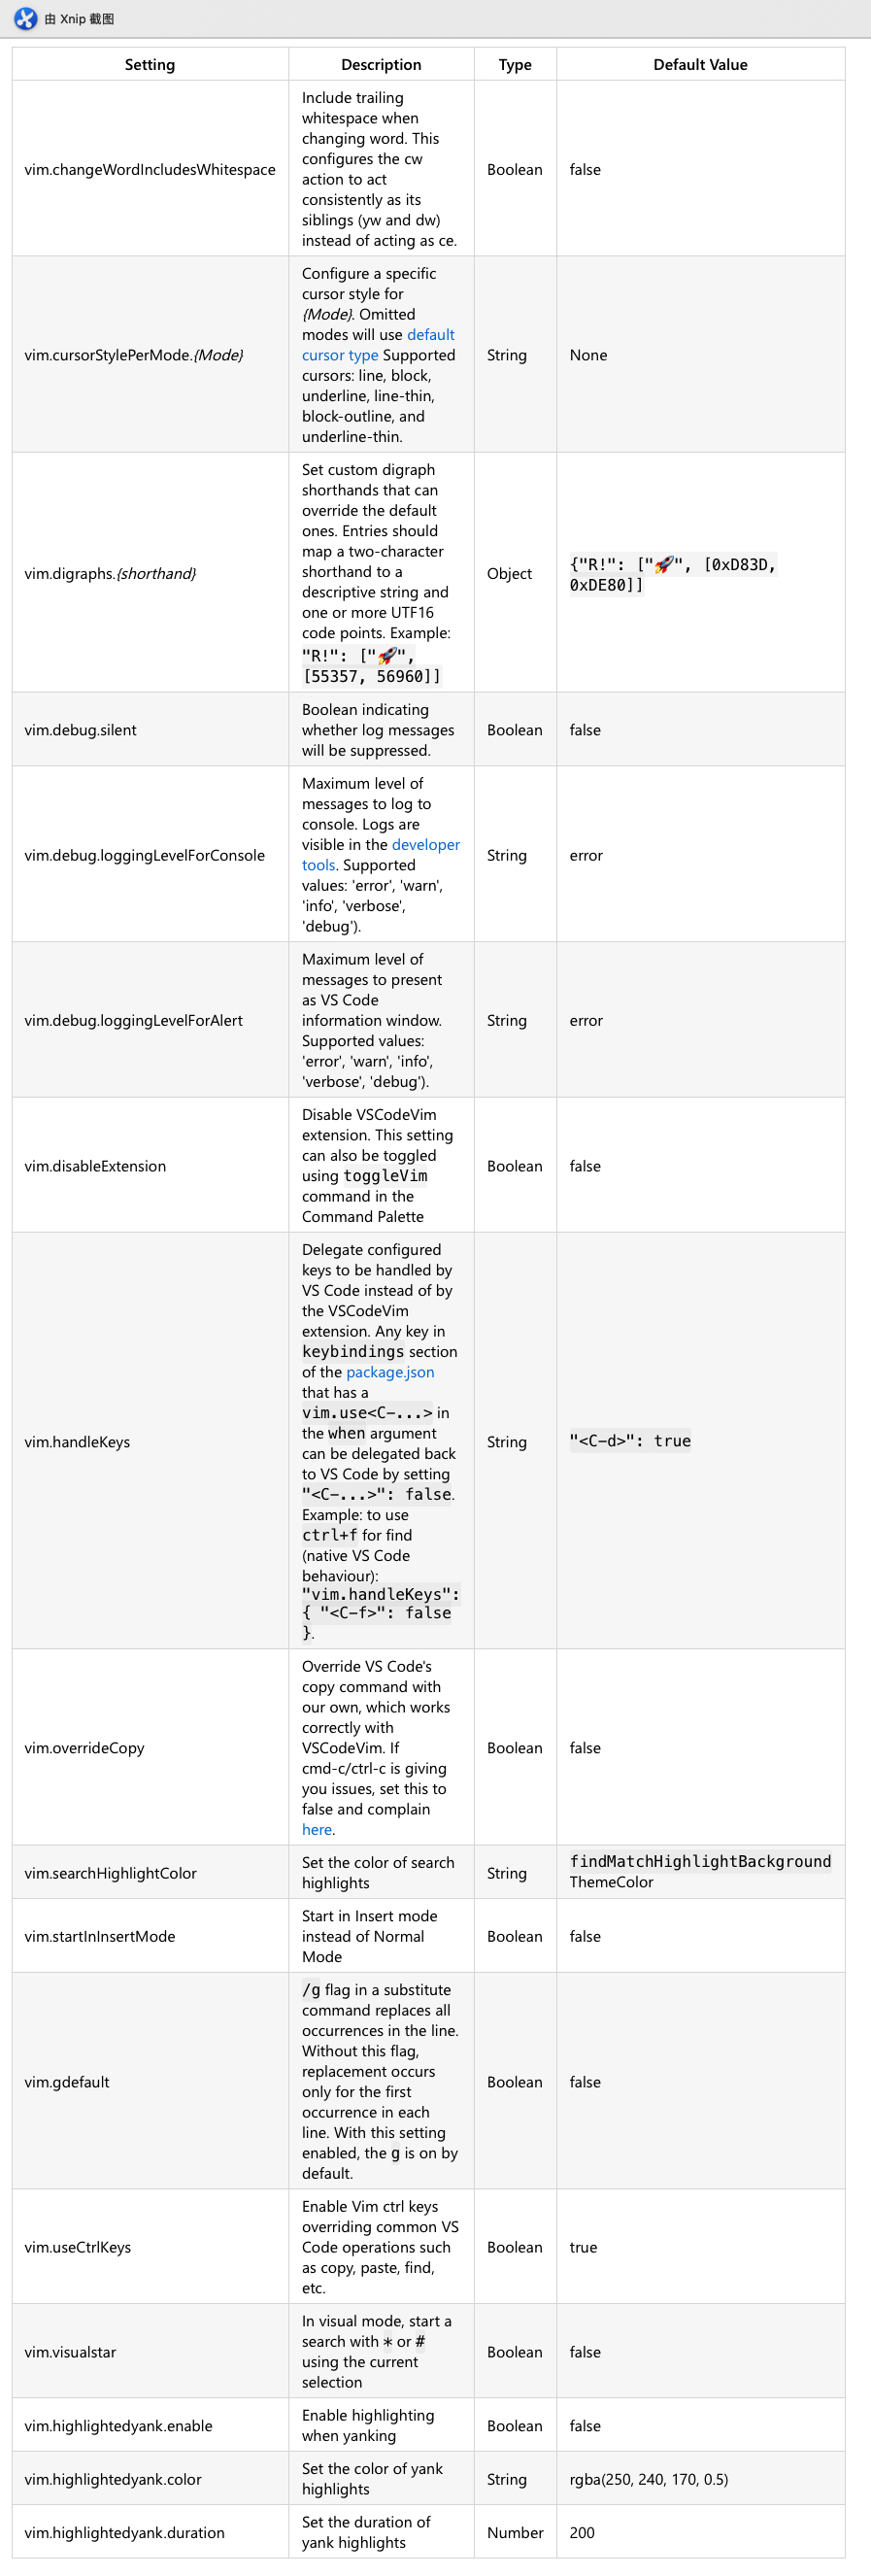 由 Xnip 截图
Setting Description Type Default Value
Include trailing
whitespace when
changing word. This
configures the cw
vim.changeWordIncludesWhitespace action to act Boolean false
consistently as its
siblings (yw and dw)
instead of acting as ce.
Configure a specific
cursor style for
{Mode}. Omitted
modes will use default
vim.cursorStylePerMode.{Mode} cursor type Supported String None
cursors: line, block,
underline, line-thin,
block-outline, and
underline-thin.
Set custom digraph
shorthands that can
override the default
ones. Entries should
map a two-character
vim.digraphs.{shorthand} shorthand to a Object {"R!": ["🚀", [0xD83D,
0xDE80]]
descriptive string and
one or more UTF16
code points. Example:
"R!": ["🚀",
[55357, 56960]]
Boolean indicating
vim.debug.silent whether log messages Boolean false
will be suppressed.
Maximum level of
messages to log to
console. Logs are
visible in the developer
vim.debug.loggingLevelForConsole tools. Supported String error
values: 'error', 'warn',
'info', 'verbose',
'debug').
Maximum level of
messages to present
as VS Code
vim.debug.loggingLevelForAlert information window. String error
Supported values:
'error', 'warn', 'info',
'verbose', 'debug').
Disable VSCodeVim
extension. This setting
can also be toggled
vim.disableExtension using toggleVim Boolean false
command in the
Command Palette
Delegate configured
keys to be handled by
VS Code instead of by
the VSCodeVim
extension. Any key in
keybindings section
of the package.json
that has a
vim.use<C-...> in
the when argument
vim.handleKeys can be delegated back String "<C-d>": true
to VS Code by setting
"<C-...>": false.
Example: to use
ctrl+f for find
(native VS Code
behaviour):
"vim.handleKeys":
{ "<C-f>": false
}.
Override VS Code's
copy command with
our own, which works
correctly with
vim.overrideCopy VSCodeVim. If Boolean false
cmd-c/ctrl-c is giving
you issues, set this to
false and complain
here.
vim.searchHighlightColor Set the color of search
highlights String findMatchHighlightBackground
ThemeColor
Start in Insert mode
vim.startInInsertMode instead of Normal Boolean false
Mode
/g flag in a substitute
command replaces all
occurrences in the line.
Without this flag,
replacement occurs
vim.gdefault only for the first Boolean false
occurrence in each
line. With this setting
enabled, the g is on by
default.
Enable Vim ctrl keys
overriding common VS
vim.useCtrlKeys Code operations such Boolean true
as copy, paste, find,
etc.
In visual mode, start a
search with * or #
vim.visualstar using the current Boolean false
selection
vim.highlightedyank.enable Enable highlighting
when yanking Boolean false
vim.highlightedyank.color Set the color of yank
highlights String rgba(250, 240, 170, 0.5)
vim.highlightedyank.duration Set the duration of
yank highlights Number 200